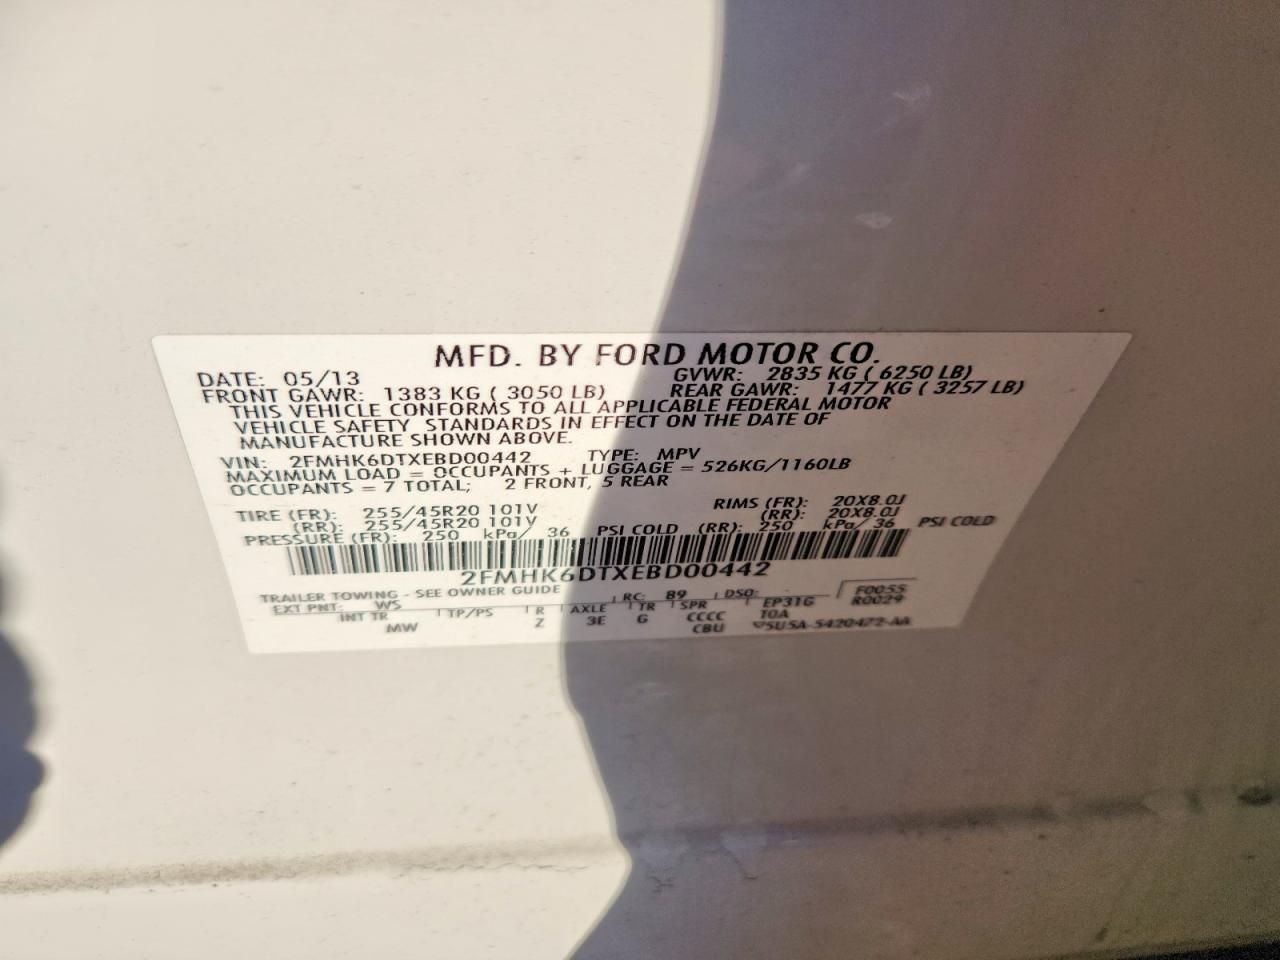 MFD. BY FORD MOTOR CO.
DATE: 05/13 GVWR: 2835 KG ( 6250 LB)
FRONT GAWR: 1383 KG ( 3050 LB) REAR GAWR: 1477 KG ( 3257 LB)
THIS VEHICLE CONFORMS TO ALL APPLICABLE FEDERAL MOTOR
VEHICLE SAFETY STANDARDS IN EFFECT ON THE DATE OF
MANUFACTURE SHOWN ABOVE.
VIN: 2FMHK6DTXEBD00442 TYPE: MPV
MAXIMUM LOAD = OCCUPANTS + LUGGAGE = 526KG/1160LB
OCCUPANTS = 7 TOTAL; 2 FRONT, 5 REAR
TIRE (FR): 255/45R20 101V RIMS (FR): 20X8.0J
(RR): 255/45R20 101V (RR): 20X8.0J
PRESSURE (FR): 250 kPa/ 36 PSI COLD (RR): 250 kPa/ 36 PSI COLD
2FMHK6DTXEBD00442
TRAILER TOWING - SEE OWNER GUIDE RC: 89 DSO: F0055
EXT PNT: WS EP31G R0029
INT TR TP/PS R AXLE TR SPR T0A
MW Z 3E G CCCC
CBU ▽5U5A-5420472-AA